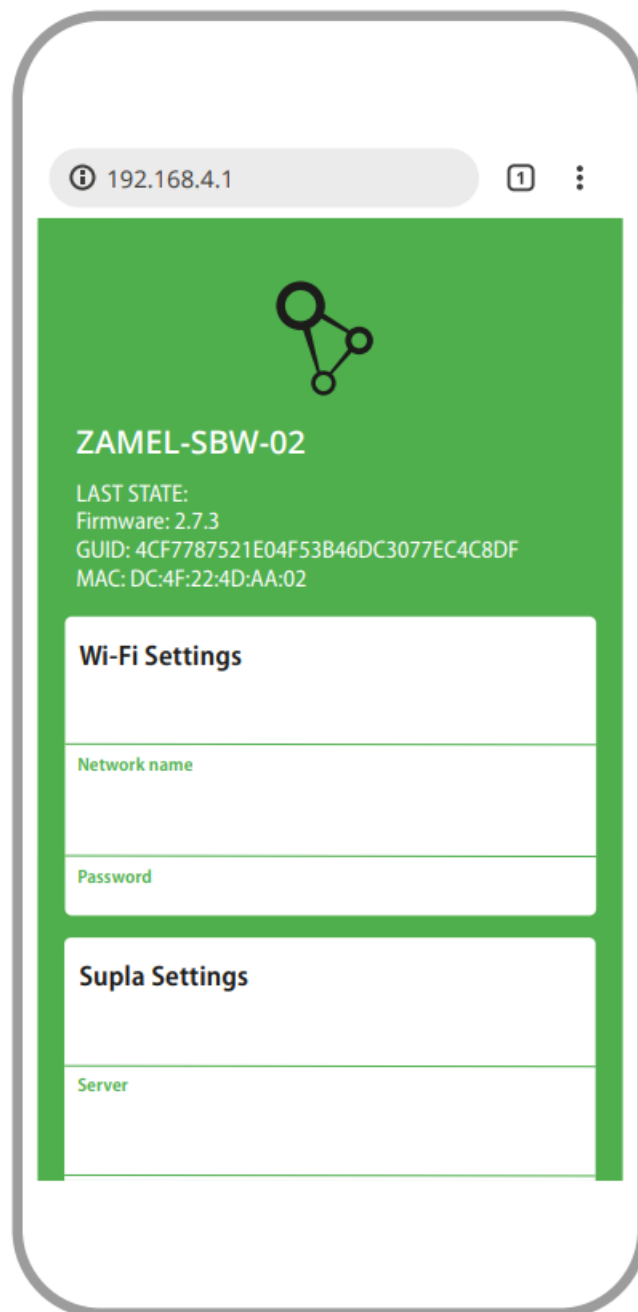 192.168.4.1
1
ZAMEL-SBW-02
LAST STATE:
Firmware: 2.7.3
GUID: 4CF7787521E04F53B46DC3077EC4C8DF
MAC: DC:4F:22:4D:AA:02
Wi-Fi Settings
Network name
Password
Supla Settings
Server